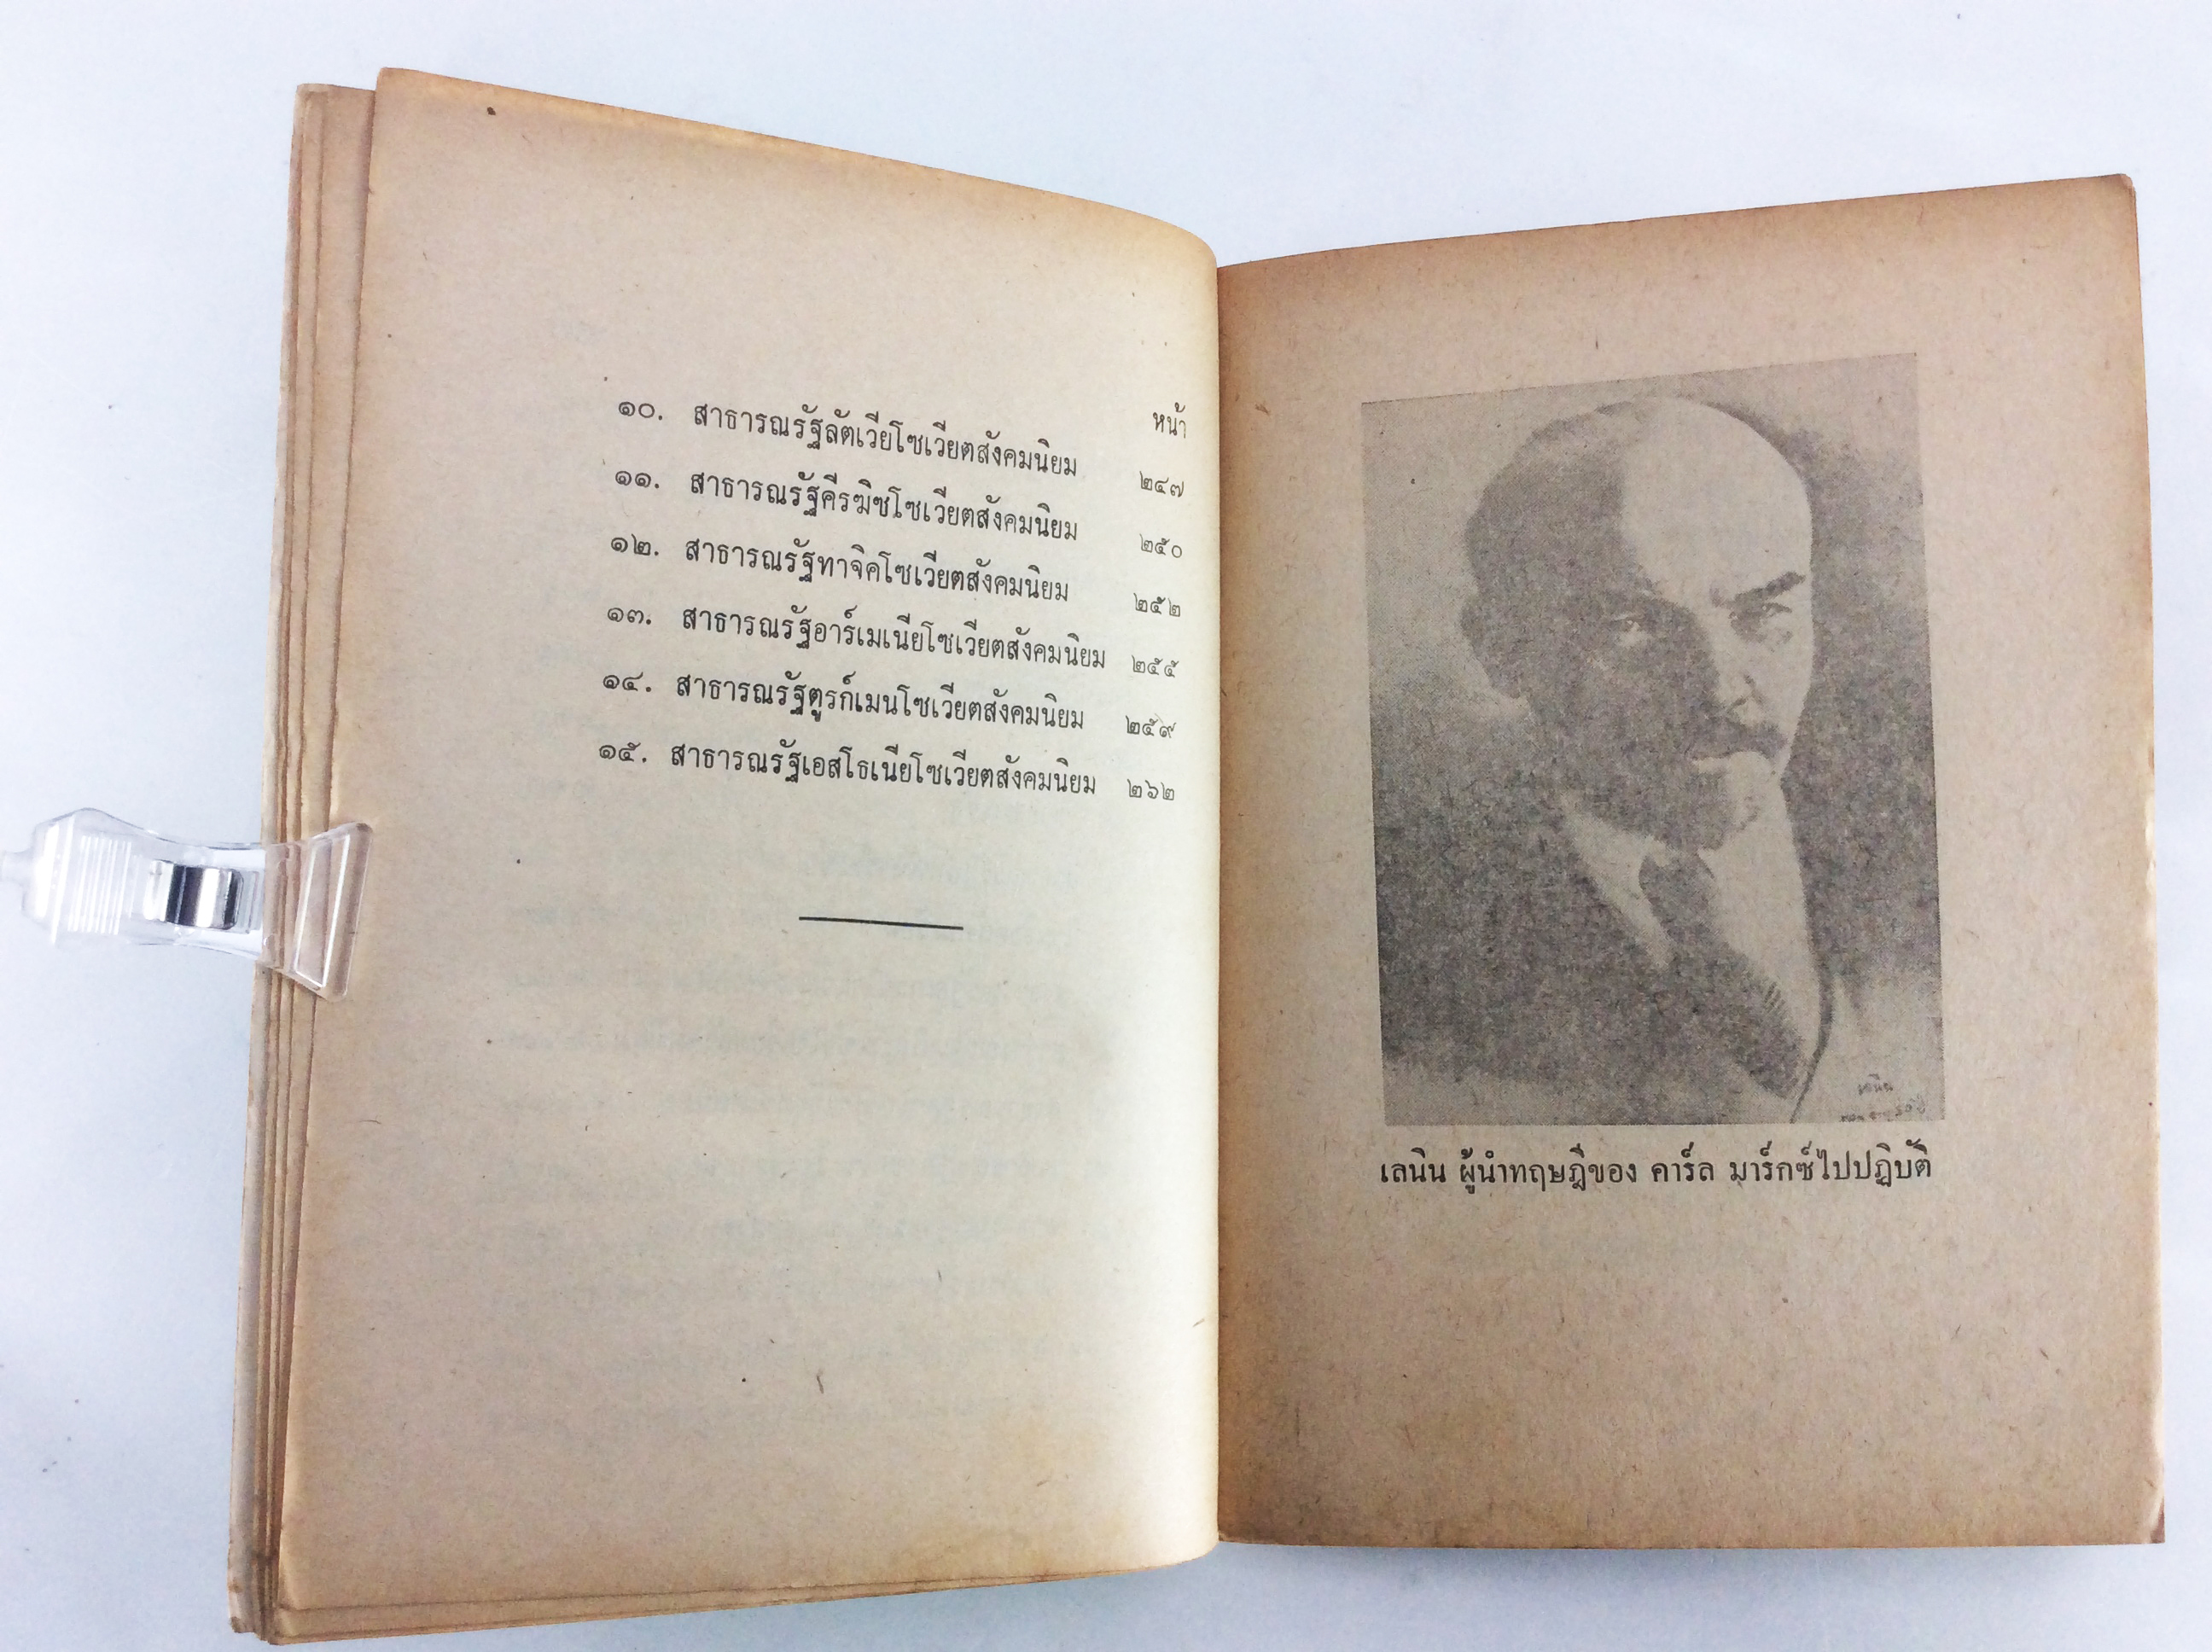 หน้า
๑๐. สาธารณรัฐลัตเวียโซเวียตสังคมนิยม ๒๔๗
๑๑. สาธารณรัฐคีรฆิซโซเวียตสังคมนิยม ๒๕๐
๑๒. สาธารณรัฐทาจิคโซเวียตสังคมนิยม ๒๕๒
๑๓. สาธารณรัฐอาร์เมเนียโซเวียตสังคมนิยม ๒๕๕
๑๔. สาธารณรัฐตูรก์เมนโซเวียตสังคมนิยม ๒๕๙
๑๕. สาธารณรัฐเอสโธเนียโซเวียตสังคมนิยม ๒๖๒
เลนิน
เลนิน ผู้นำทฤษฎีของ คาร์ล มาร์กซ์ไปปฏิบัติ